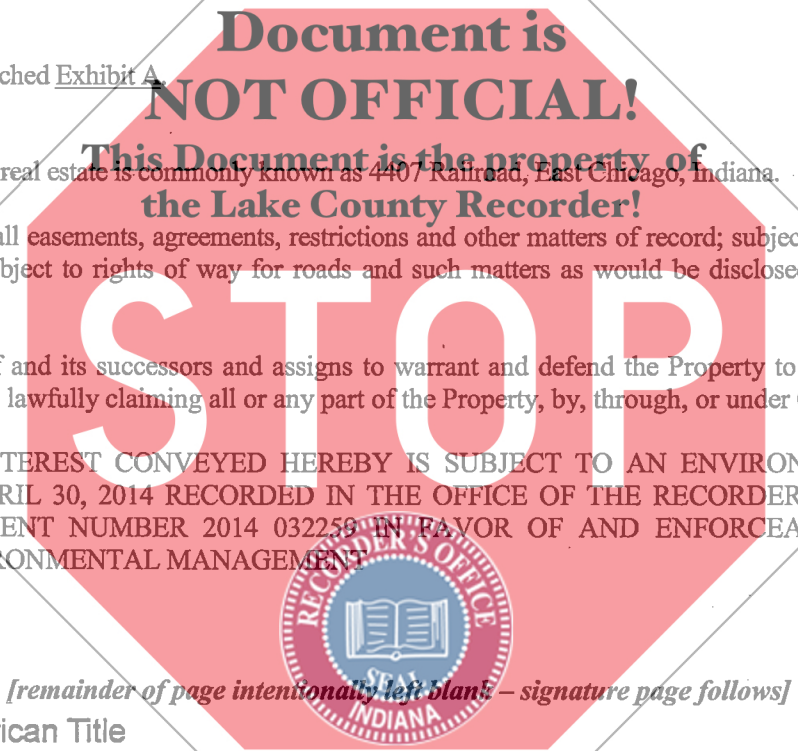 Document is
ched Exhibit A.
NOT OFFICIAL!
This Document is the property of
real estate is commonly known as 4407 Railroad, East Chicago, Indiana.
the Lake County Recorder!
all easements, agreements, restrictions and other matters of record; subjec
bject to rights of way for roads and such matters as would be disclose
STOP
f and its successors and assigns to warrant and defend the Property to
lawfully claiming all or any part of the Property, by, through, or under
TEREST CONVEYED HEREBY IS SUBJECT TO AN ENVIRON
RIL 30, 2014 RECORDED IN THE OFFICE OF THE RECORDER
ENT NUMBER 2014 032259 IN FAVOR OF AND ENFORCEA
RONMENTAL MANAGEMENT
RECORDER'S OFFICE
SEAL
INDIANA
[remainder of page intentionally left blank – signature page follows]
ican Title